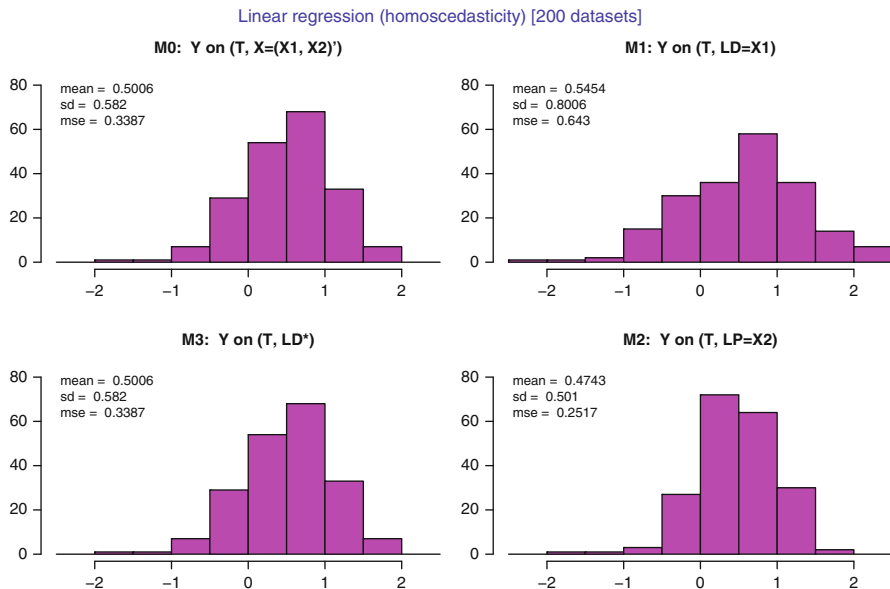 Linear regression (homoscedasticity) [200 datasets]
M0: Y on (T, X=(X1, X2)')
mean = 0.5006
sd = 0.582
mse = 0.3387
80
60
40
20
0
−2 −1 0 1 2
M1: Y on (T, LD=X1)
mean = 0.5454
sd = 0.8006
mse = 0.643
80
60
40
20
0
−2 −1 0 1 2
M3: Y on (T, LD*)
mean = 0.5006
sd = 0.582
mse = 0.3387
80
60
40
20
0
−2 −1 0 1 2
M2: Y on (T, LP=X2)
mean = 0.4743
sd = 0.501
mse = 0.2517
80
60
40
20
0
−2 −1 0 1 2